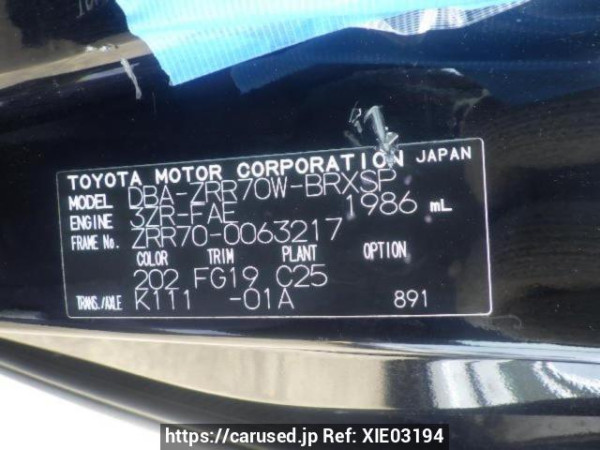 TOYOTA MOTOR CORPORATION JAPAN
MODEL DBA-ZRR70W-BRXSP
ENGINE 3ZR-FAE 1986 mL
FRAME No. ZRR70-0063217
COLOR TRIM PLANT OPTION
202 FG19 C25
TRANS./AXLE K111 -01A 891
https://carused.jp Ref: XIE03194